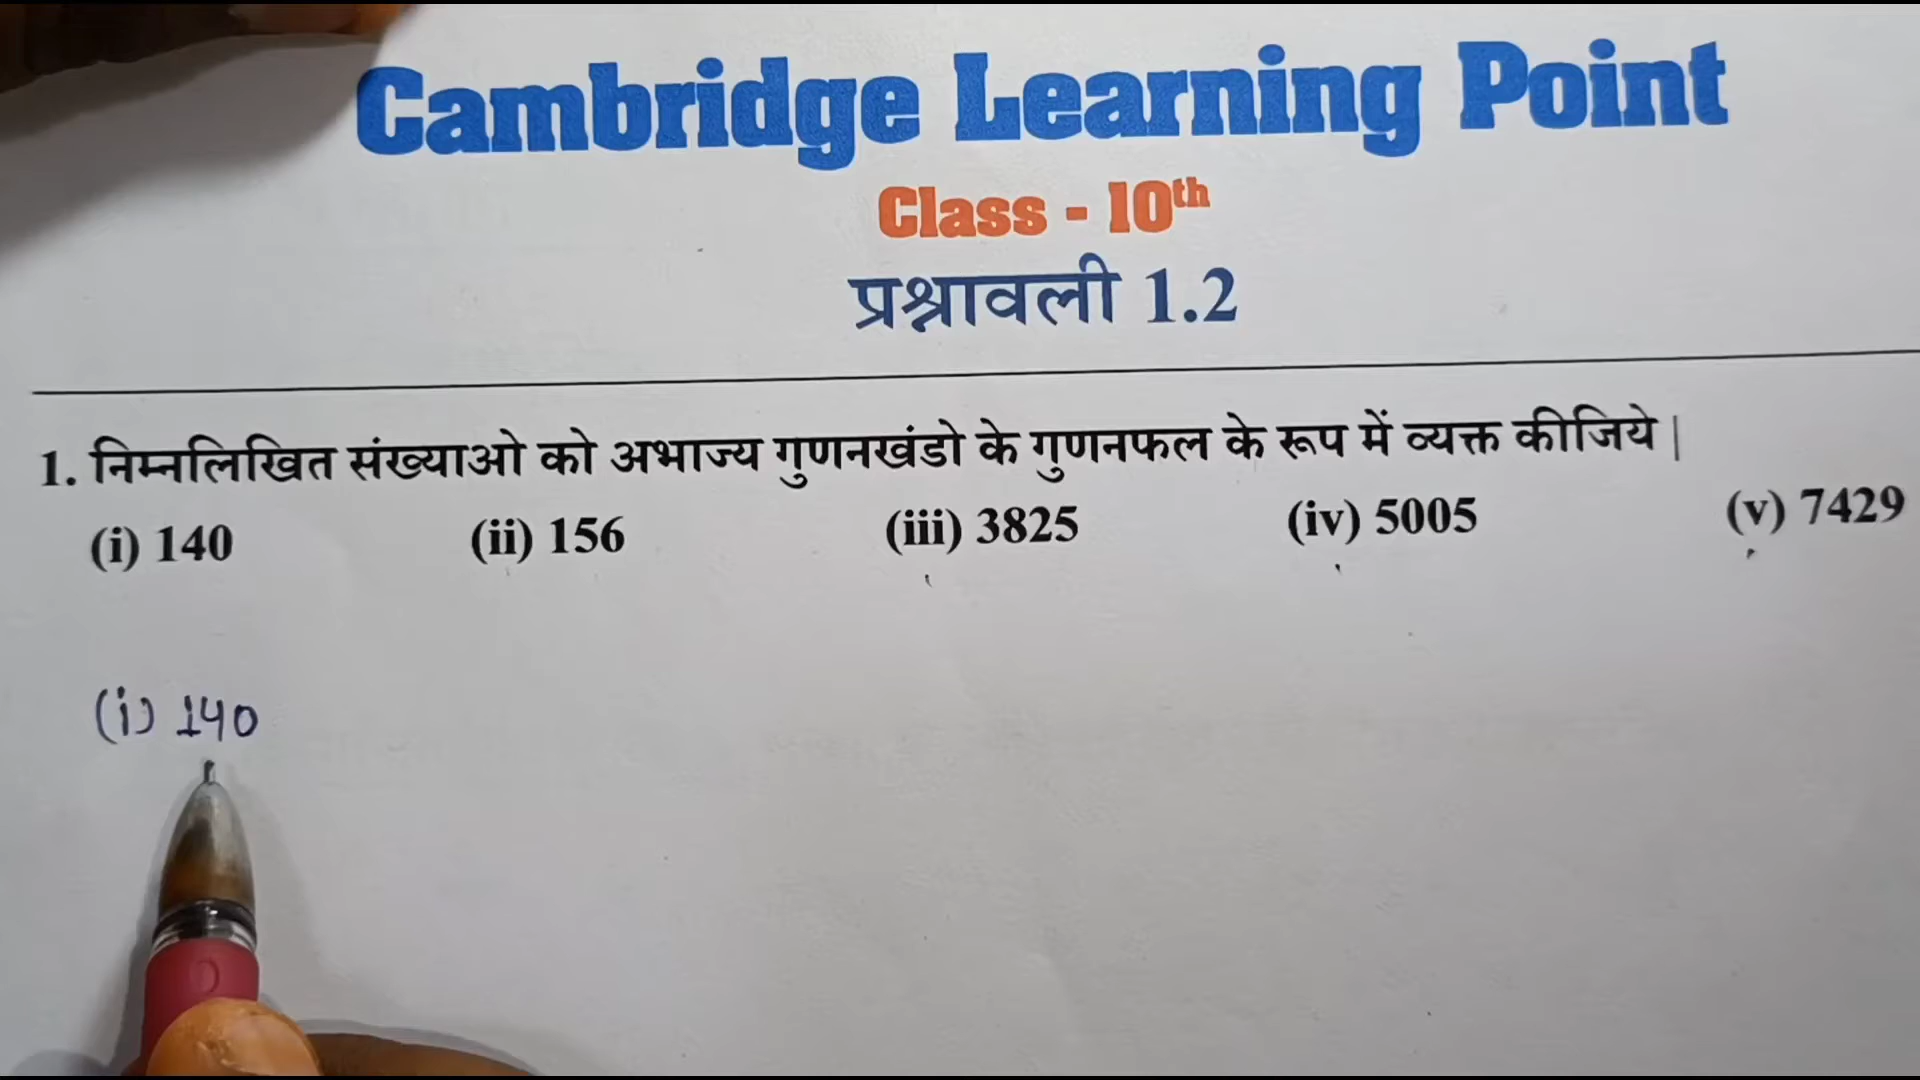 Cambridge Learning Point
Class - 10th
प्रश्नावली 1.2
1. निम्नलिखित संख्याओ को अभाज्य गुणनखंडो के गुणनफल के रूप में व्यक्त कीजिये |
(i) 140 (ii) 156 (iii) 3825 (iv) 5005 (v) 7429
(i) 140